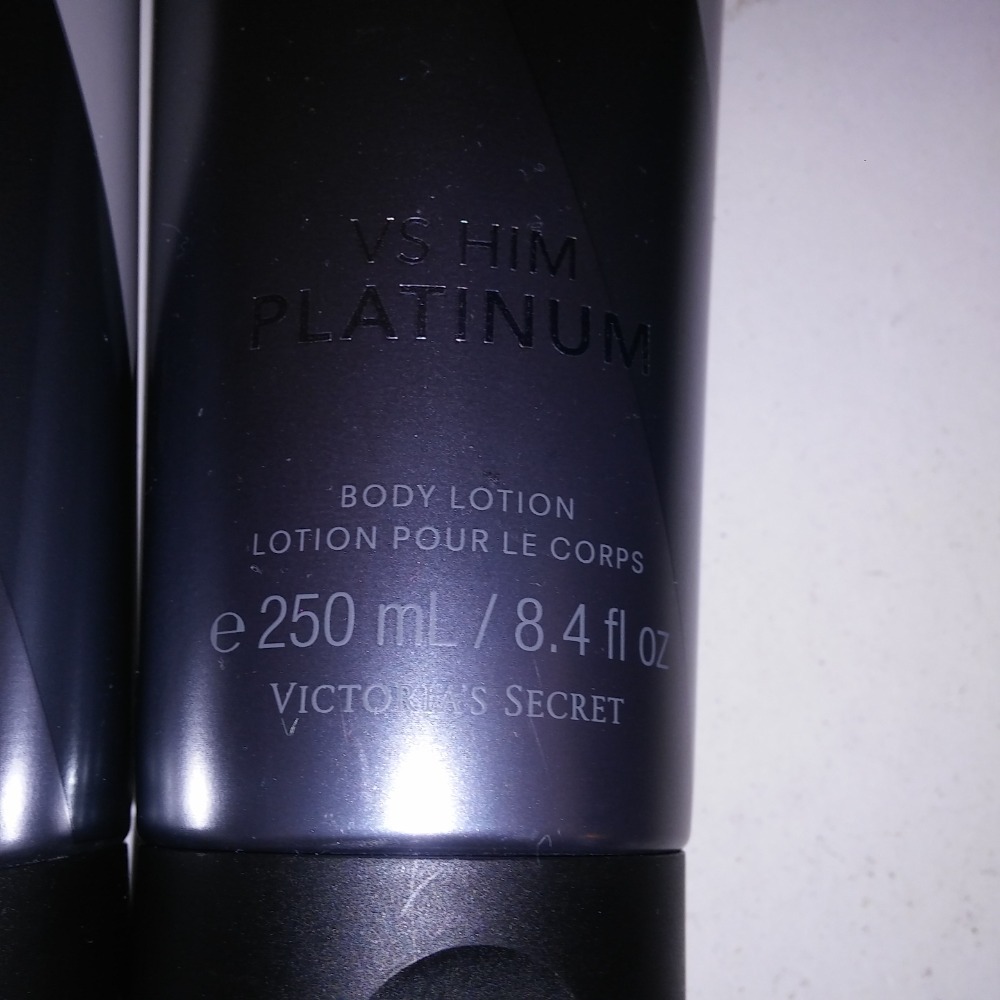 VS HIM
PLATINUM
BODY LOTION
LOTION POUR LE CORPS
e 250 mL / 8.4 fl oz
VICTORIA'S SECRET